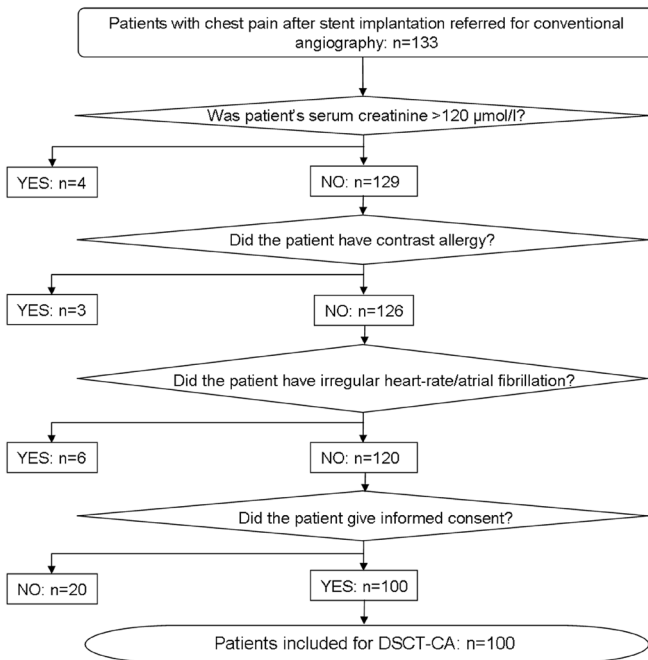 Patients with chest pain after stent implantation referred for conventional
angiography: n=133
Was patient's serum creatinine >120 µmol/l?
YES: n=4
NO: n=129
Did the patient have contrast allergy?
YES: n=3
NO: n=126
Did the patient have irregular heart-rate/atrial fibrillation?
YES: n=6
NO: n=120
Did the patient give informed consent?
NO: n=20
YES: n=100
Patients included for DSCT-CA: n=100